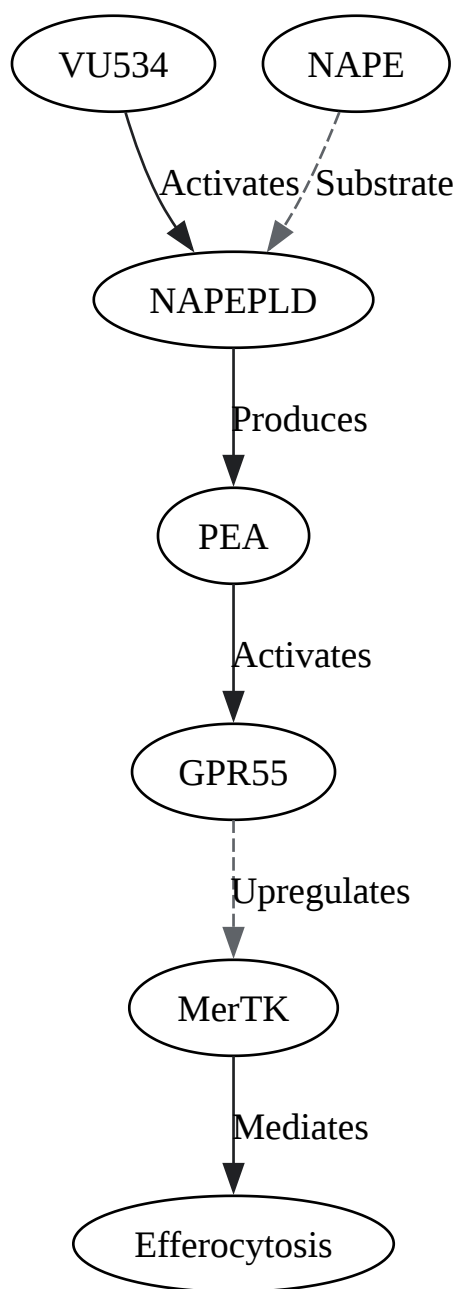 VU534
NAPE
Activates
Substrate
NAPEPLD
Produces
PEA
Activates
GPR55
Upregulates
MerTK
Mediates
Efferocytosis